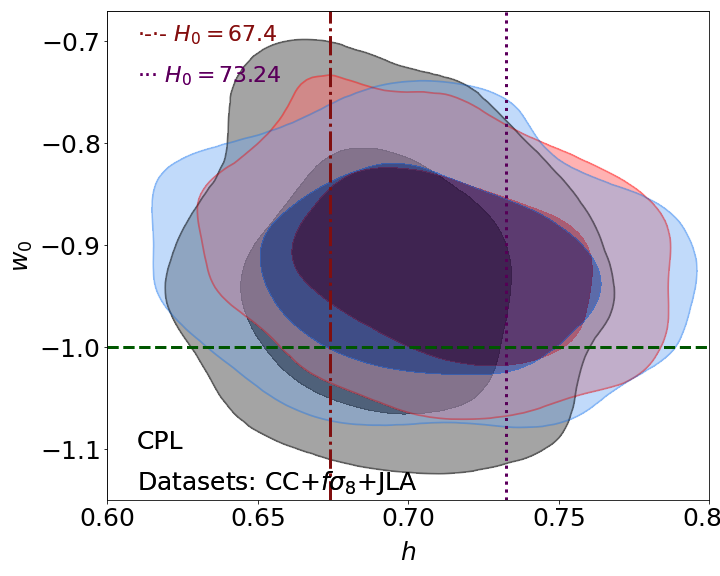 H₀ = 67.4
H₀ = 73.24
−0.7
−0.8
−0.9
−1.0
−1.1
w₀
CPL
Datasets: CC+fσ₈+JLA
0.60 0.65 0.70 0.75 0.8
h